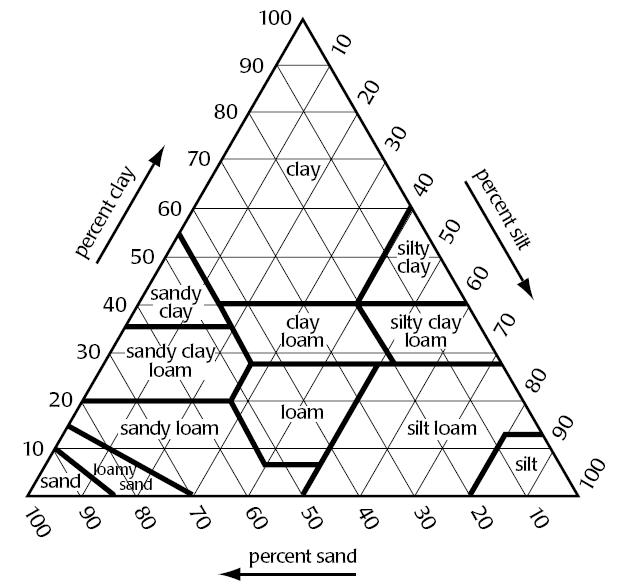 100
10
90
20
80
30
70
clay
40
percent clay
percent silt
60
50
silty
clay
50
60
sandy
clay
40
clay
loam
silty clay
loam
70
30
sandy clay
loam
80
20
loam
sandy loam
silt loam
90
10
sand
loamy
sand
silt
100
100
90
80
70
60
50
40
30
20
10
percent sand